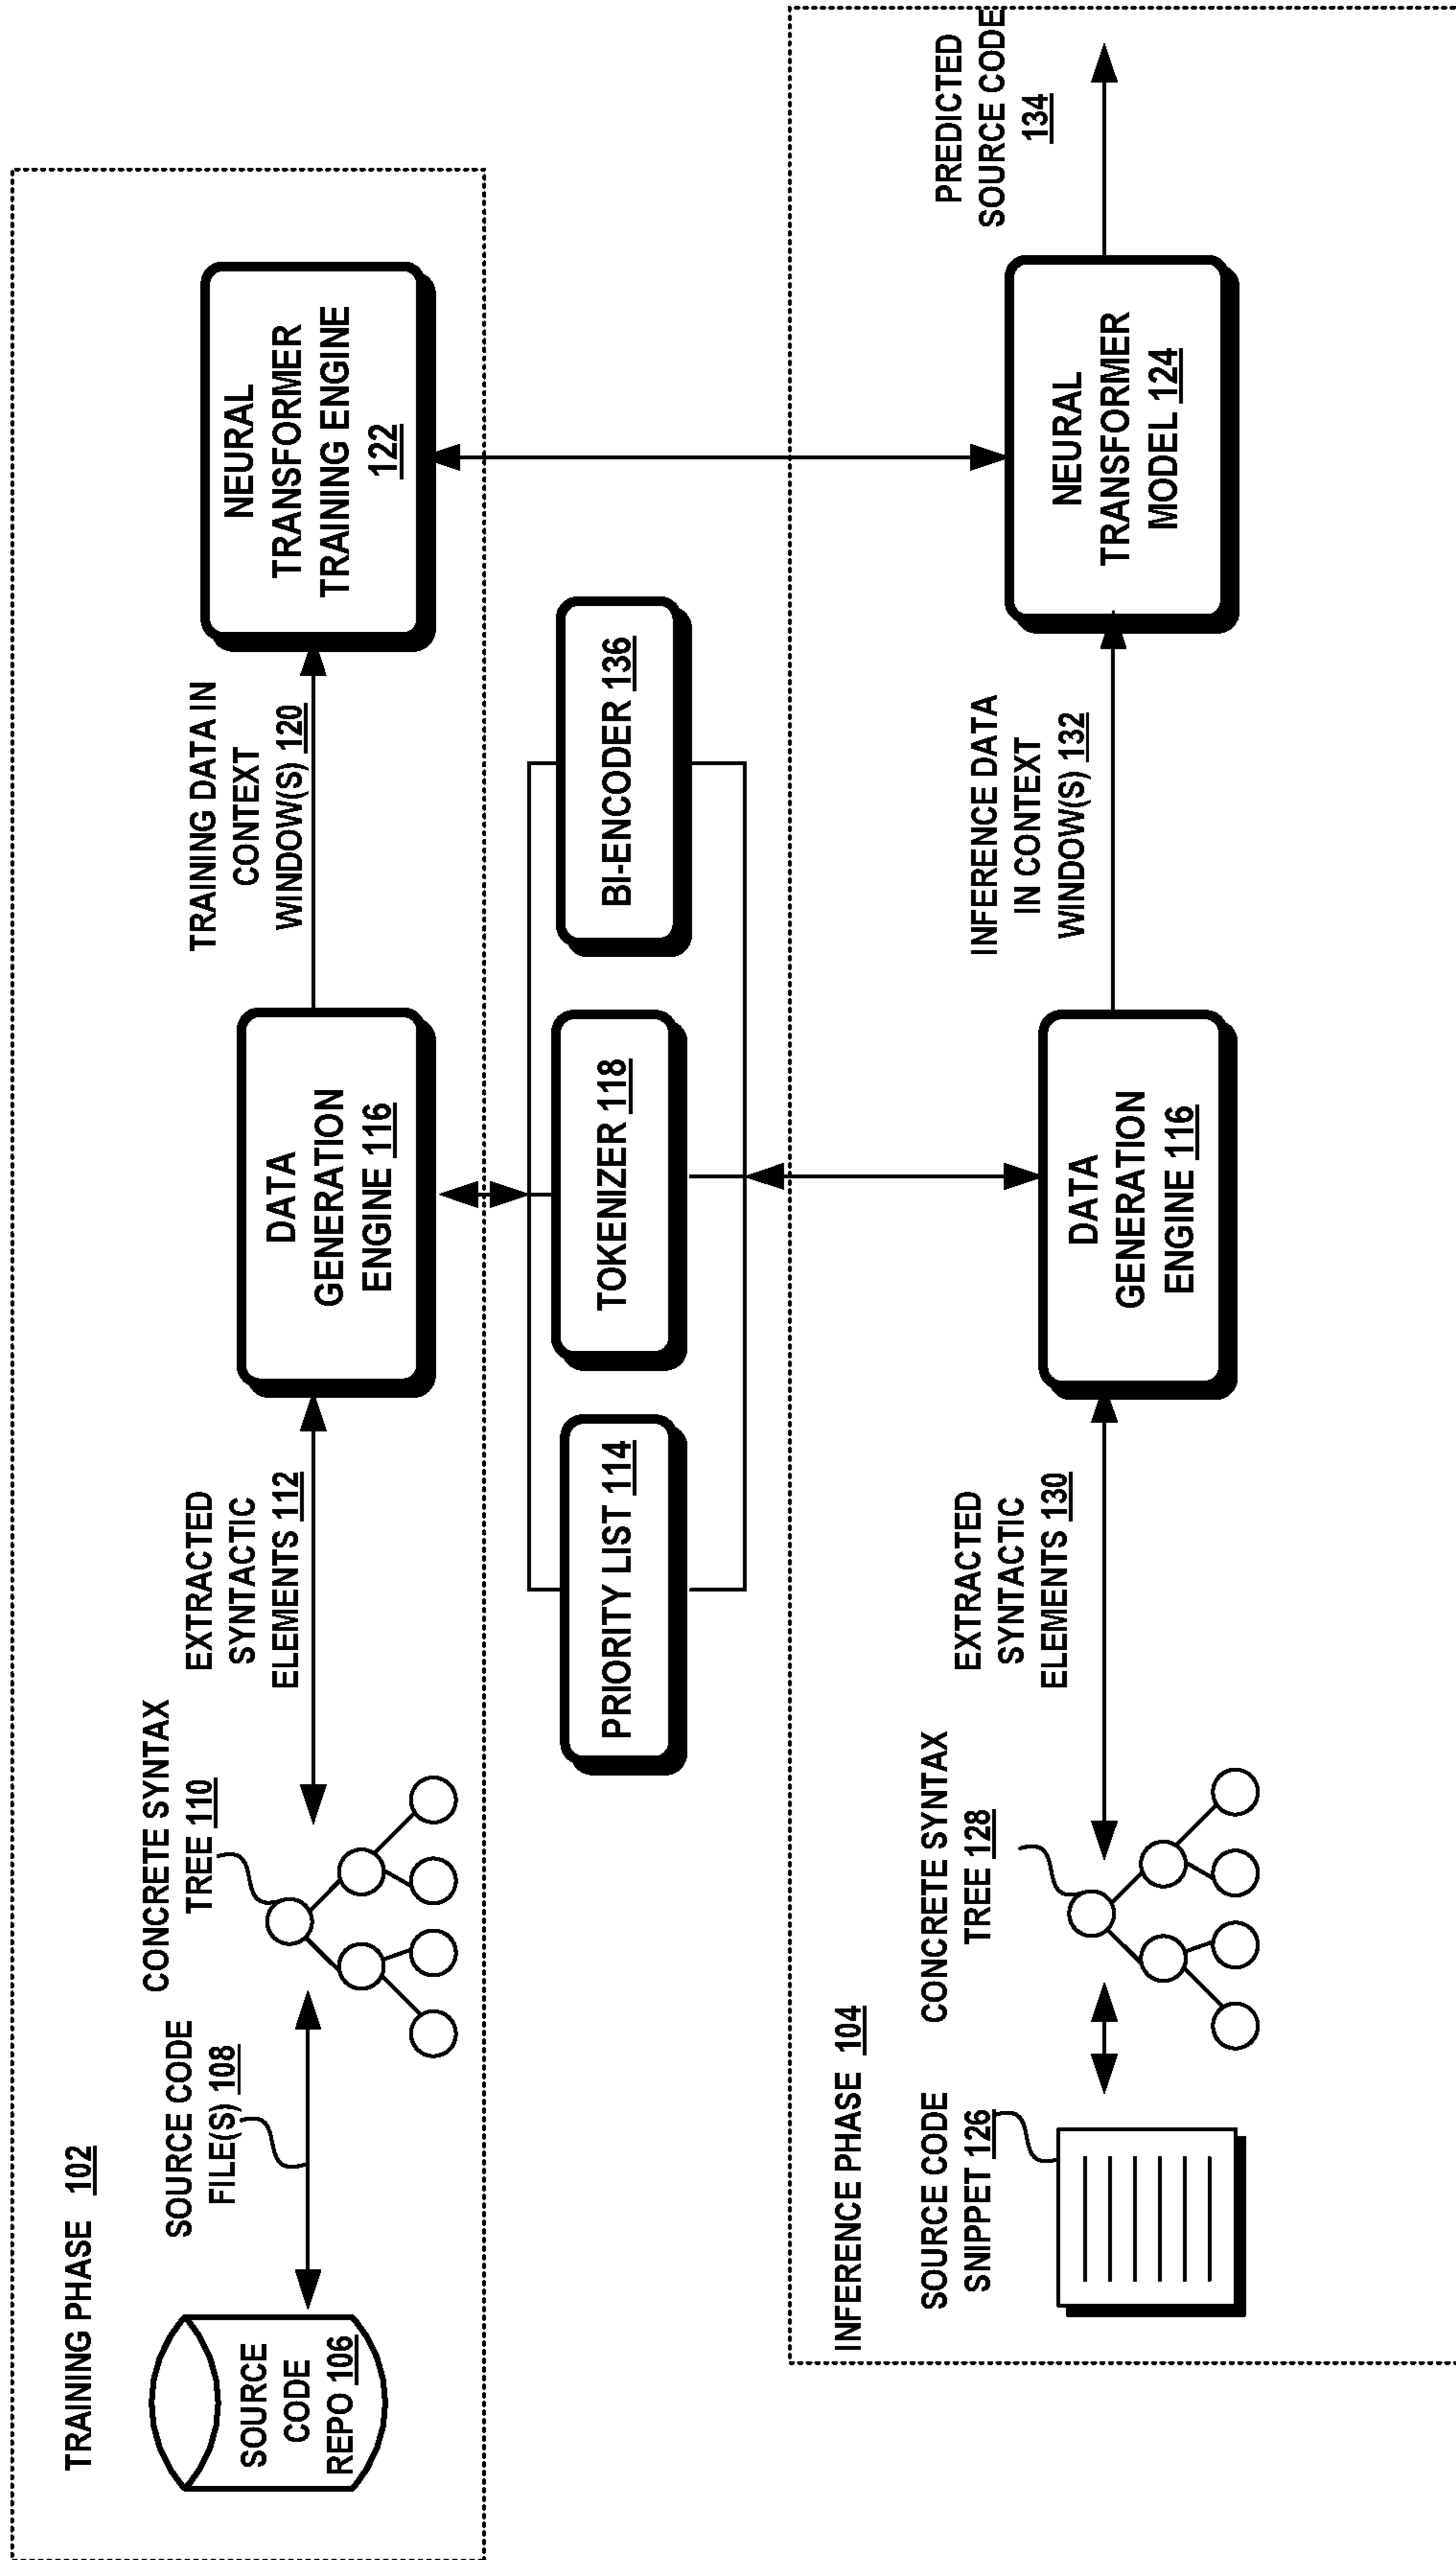 TRAINING PHASE 102
SOURCE
CODE
REPO 106
SOURCE CODE
FILE(S) 108
CONCRETE SYNTAX
TREE 110
EXTRACTED
SYNTACTIC
ELEMENTS 112
DATA
GENERATION
ENGINE 116
TRAINING DATA IN
CONTEXT
WINDOW(S) 120
NEURAL
TRANSFORMER
TRAINING ENGINE
122
PRIORITY LIST 114
TOKENIZER 118
BI-ENCODER 136
INFERENCE PHASE 104
SOURCE CODE
SNIPPET 126
CONCRETE SYNTAX
TREE 128
EXTRACTED
SYNTACTIC
ELEMENTS 130
DATA
GENERATION
ENGINE 116
INFERENCE DATA
IN CONTEXT
WINDOW(S) 132
NEURAL
TRANSFORMER
MODEL 124
PREDICTED
SOURCE CODE
134